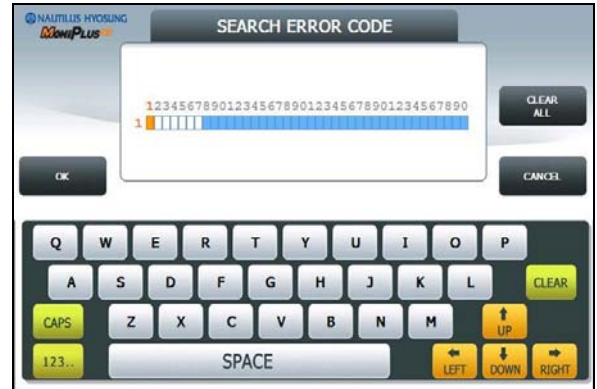 NAUTILUS HYOSUNG
MoniPlus
SEARCH ERROR CODE
1234567890123456789012345678901234567890
1
CLEAR
ALL
OK
CANCEL
Q W E R T Y U I O P
A S D F G H J K L CLEAR
CAPS Z X C V B N M UP
123.. SPACE LEFT DOWN RIGHT